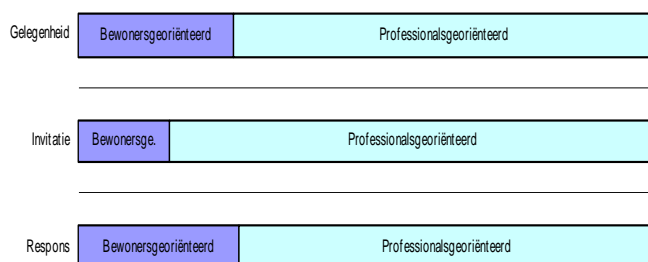 Gelegenheid Bewonersgeoriënteerd Professionalsgeoriënteerd
Invitatie Bewonersge. Professionalsgeoriënteerd
Respons Bewonersgeoriënteerd Professionalsgeoriënteerd